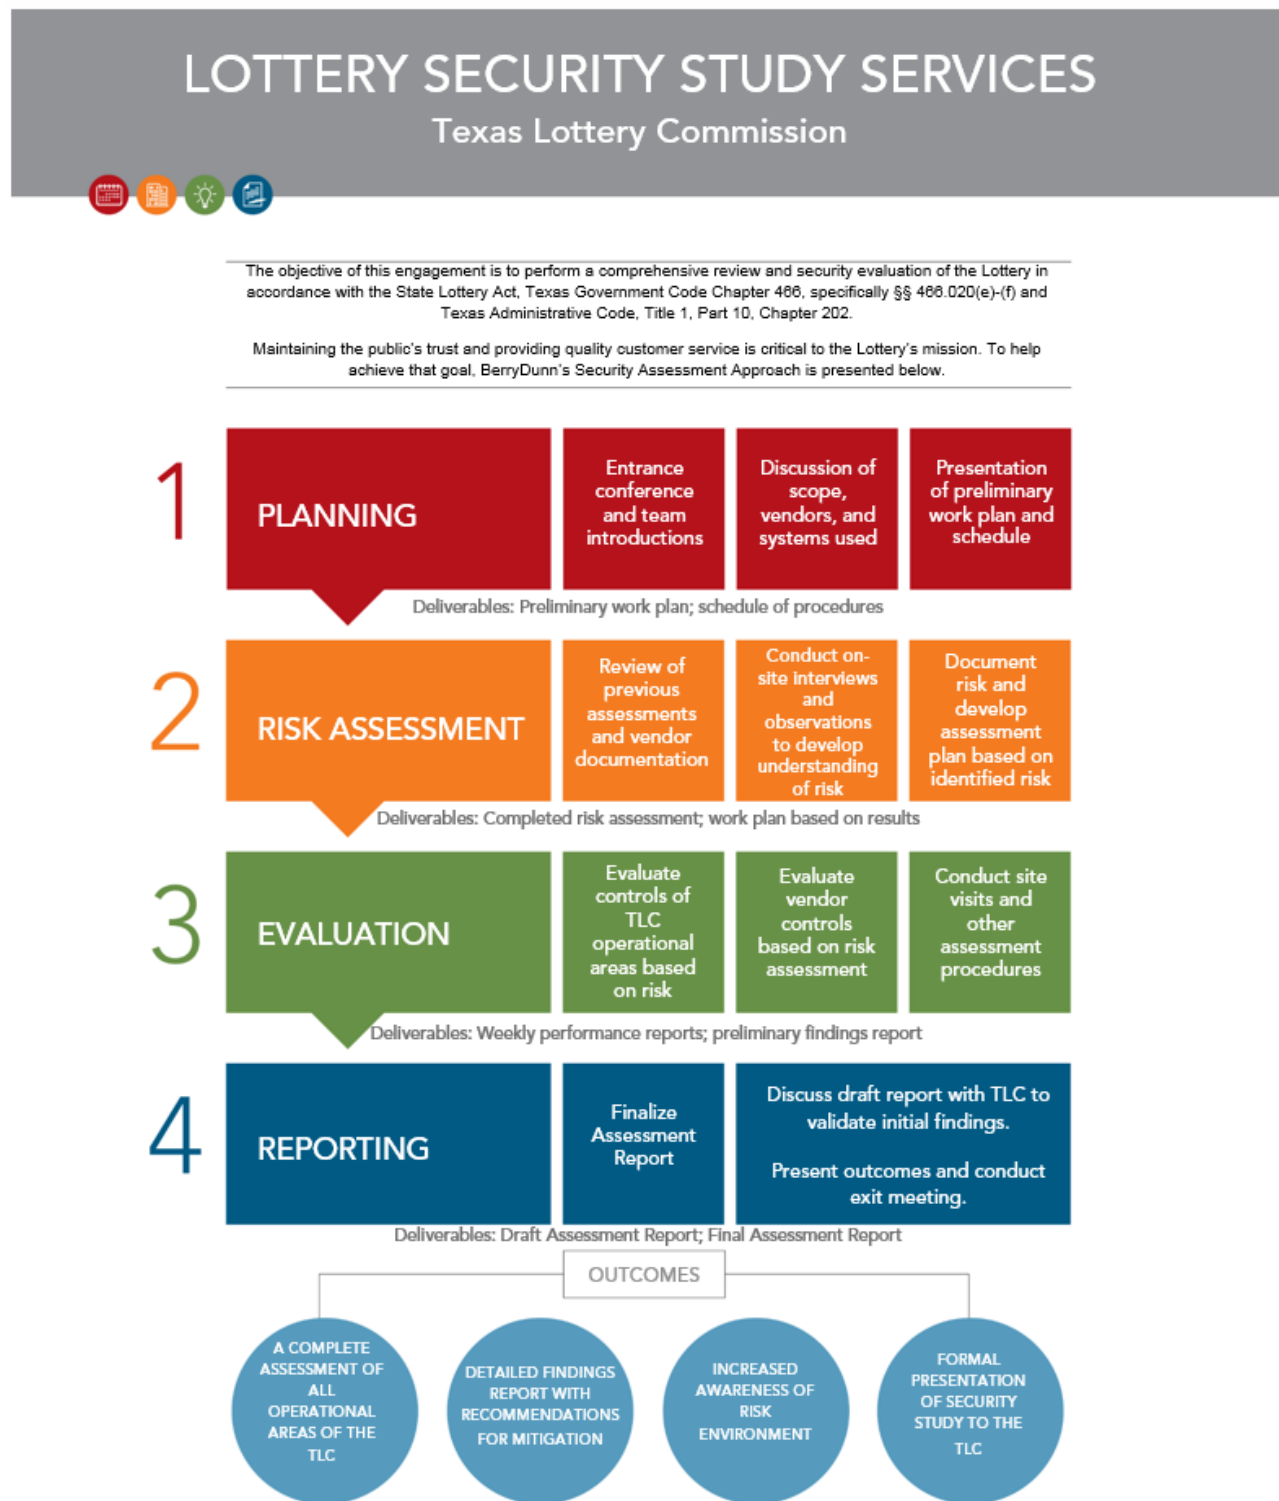 LOTTERY SECURITY STUDY SERVICES
Texas Lottery Commission
The objective of this engagement is to perform a comprehensive review and security evaluation of the Lottery in
accordance with the State Lottery Act, Texas Government Code Chapter 466, specifically §§ 466.020(e)-(f) and
Texas Administrative Code, Title 1, Part 10, Chapter 202.
Maintaining the public's trust and providing quality customer service is critical to the Lottery's mission. To help
achieve that goal, BerryDunn's Security Assessment Approach is presented below.
1
PLANNING
Entrance
conference
and team
introductions
Discussion of
scope,
vendors, and
systems used
Presentation
of preliminary
work plan and
schedule
Deliverables: Preliminary work plan; schedule of procedures
2
RISK ASSESSMENT
Review of
previous
assessments
and vendor
documentation
Conduct on-
site interviews
and
observations
to develop
understanding
of risk
Document
risk and
develop
assessment
plan based on
identified risk
Deliverables: Completed risk assessment; work plan based on results
3
EVALUATION
Evaluate
controls of
TLC
operational
areas based
on risk
Evaluate
vendor
controls
based on risk
assessment
Conduct site
visits and
other
assessment
procedures
Deliverables: Weekly performance reports; preliminary findings report
4
REPORTING
Finalize
Assessment
Report
Discuss draft report with TLC to
validate initial findings.
Present outcomes and conduct
exit meeting.
Deliverables: Draft Assessment Report; Final Assessment Report
OUTCOMES
A COMPLETE
ASSESSMENT OF
ALL
OPERATIONAL
AREAS OF THE
TLC
DETAILED FINDINGS
REPORT WITH
RECOMMENDATIONS
FOR MITIGATION
INCREASED
AWARENESS OF
RISK
ENVIRONMENT
FORMAL
PRESENTATION
OF SECURITY
STUDY TO THE
TLC